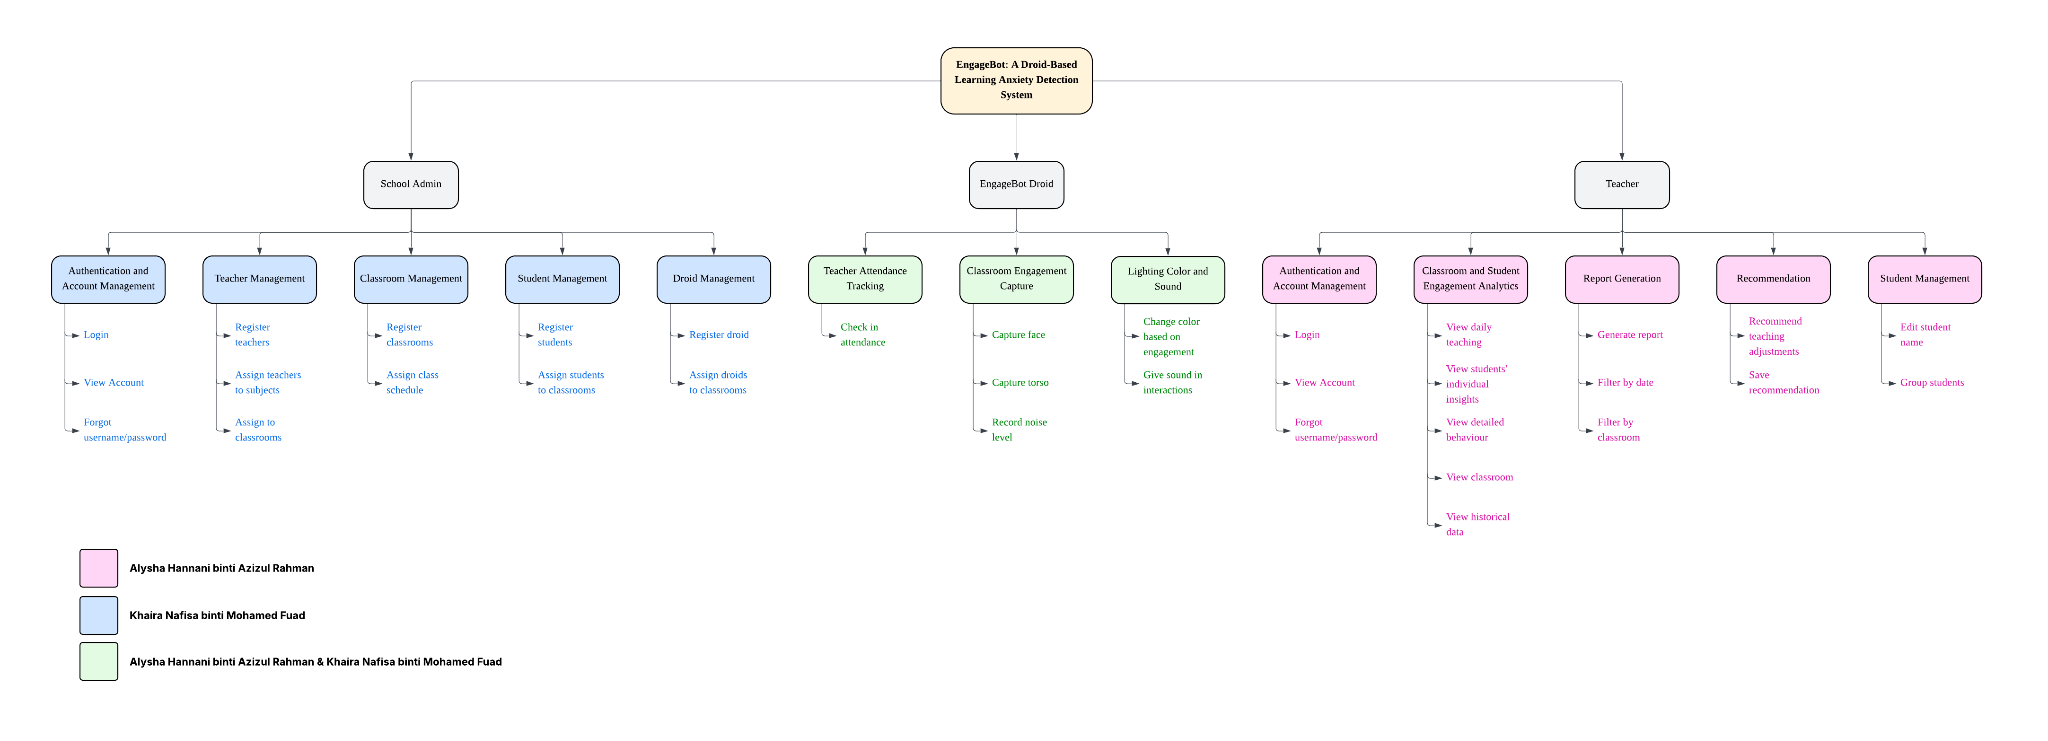 EngageBot: A Droid-Based
Learning Anxiety Detection
System
School Admin
EngageBot Droid
Teacher
Authentication and
Account Management
Teacher Management
Classroom Management
Student Management
Droid Management
Teacher Attendance
Tracking
Classroom Engagement
Capture
Lighting Color and
Sound
Authentication and
Account Management
Classroom and Student
Engagement Analytics
Report Generation
Recommendation
Student Management
Login
View Account
Forgot
username/password
Register
teachers
Assign teachers
to subjects
Assign to
classrooms
Register
classrooms
Assign class
schedule
Register
students
Assign students
to classrooms
Register droid
Assign droids
to classrooms
Check in
attendance
Capture face
Capture torso
Record noise
level
Change color
based on
engagement
Give sound in
interactions
Login
View Account
Forgot
username/password
View daily
teaching
View students'
individual
insights
View detailed
behaviour
View classroom
View historical
data
Generate report
Filter by date
Filter by
classroom
Recommend
teaching
adjustments
Save
recommendation
Edit student
name
Group students
Alysha Hannani binti Azizul Rahman
Khaira Nafisa binti Mohamed Fuad
Alysha Hannani binti Azizul Rahman & Khaira Nafisa binti Mohamed Fuad